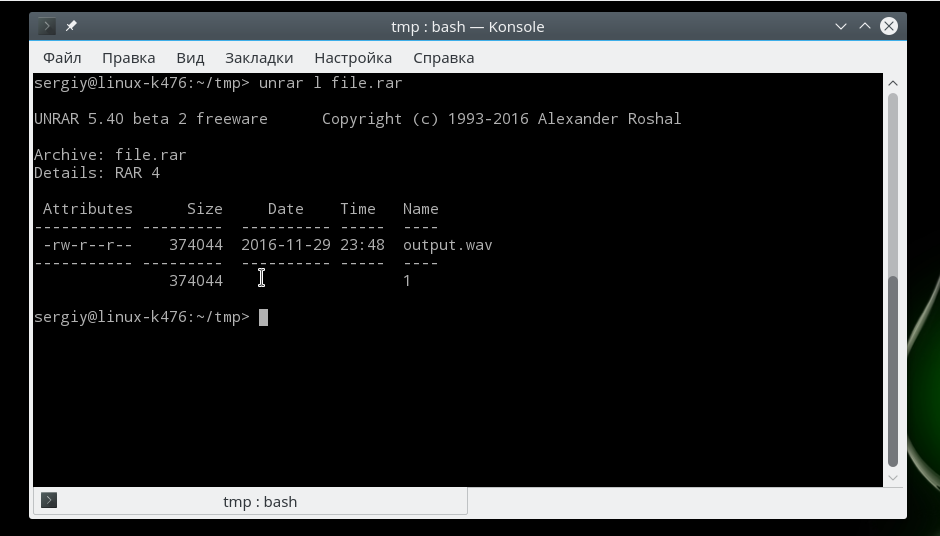 tmp : bash — Konsole
Файл Правка Вид Закладки Настройка Справка
sergiy@linux-k476:~/tmp> unrar l file.rar
UNRAR 5.40 beta 2 freeware      Copyright (c) 1993-2016 Alexander Roshal
Archive: file.rar
Details: RAR 4
 Attributes      Size     Date    Time   Name
----------- ---------  ---------- -----  ----
 -rw-r--r--    374044  2016-11-29 23:48  output.wav
----------- ---------  ---------- -----  ----
               374044                    1
sergiy@linux-k476:~/tmp>
tmp : bash